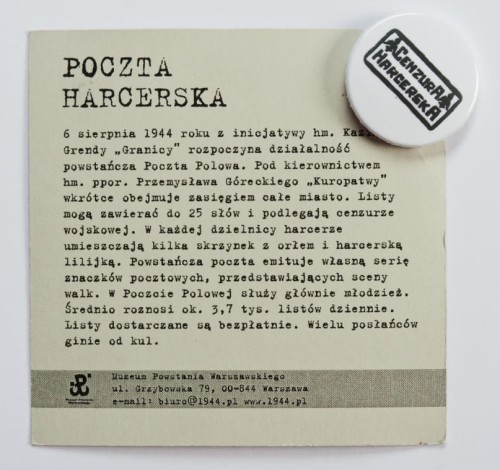 POCZTA
HARCERSKA
CENZURA
HARCERSKA
6 sierpnia 1944 roku z inicjatywy hm.
Grendy „Granicy” rozpoczyna działalność
powstańcza Poczta Polowa. Pod kierownictwem
hm. ppor. Przemysława Góreckiego „Kuropatwy”
wkrótce obejmuje zasięgiem całe miasto. Listy
mogą zawierać do 25 słów i podlegają cenzurze
wojskowej. W każdej dzielnicy harcerze
umieszczają kilka skrzynek z orłem i harcerską
lilijką. Powstańcza poczta emituje własną serię
znaczków pocztowych, przedstawiających sceny
walk. W Poczcie Polowej służy głównie młodzież.
Średnio roznosi ok. 3,7 tys. listów dziennie.
Listy dostarczane są bezpłatnie. Wielu posłańców
ginie od kul.
Muzeum Powstania Warszawskiego
ul. Grzybowska 79, 00-844 Warszawa
e-mail: biuro@1944.pl www.1944.pl